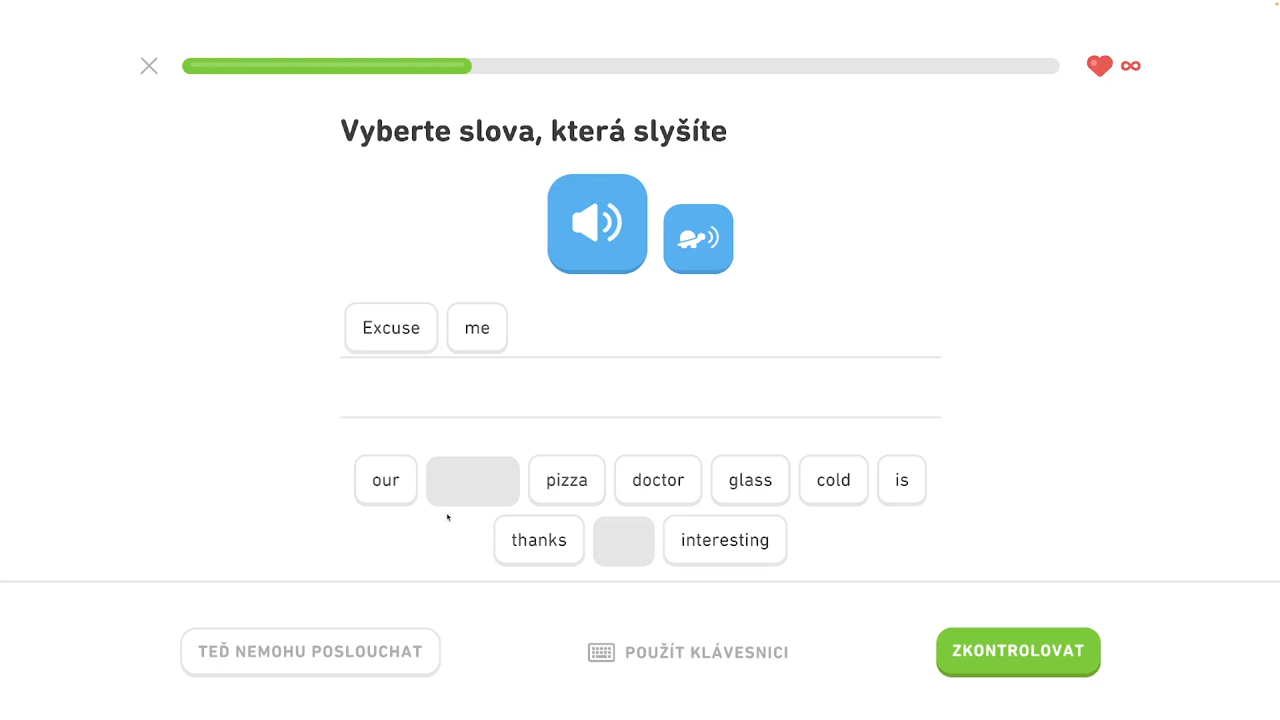 Vyberte slova, která slyšíte
Excuse me
our pizza doctor glass cold is
thanks interesting
TEĎ NEMOHU POSLOUCHAT POUŽÍT KLÁVESNICI ZKONTROLOVAT